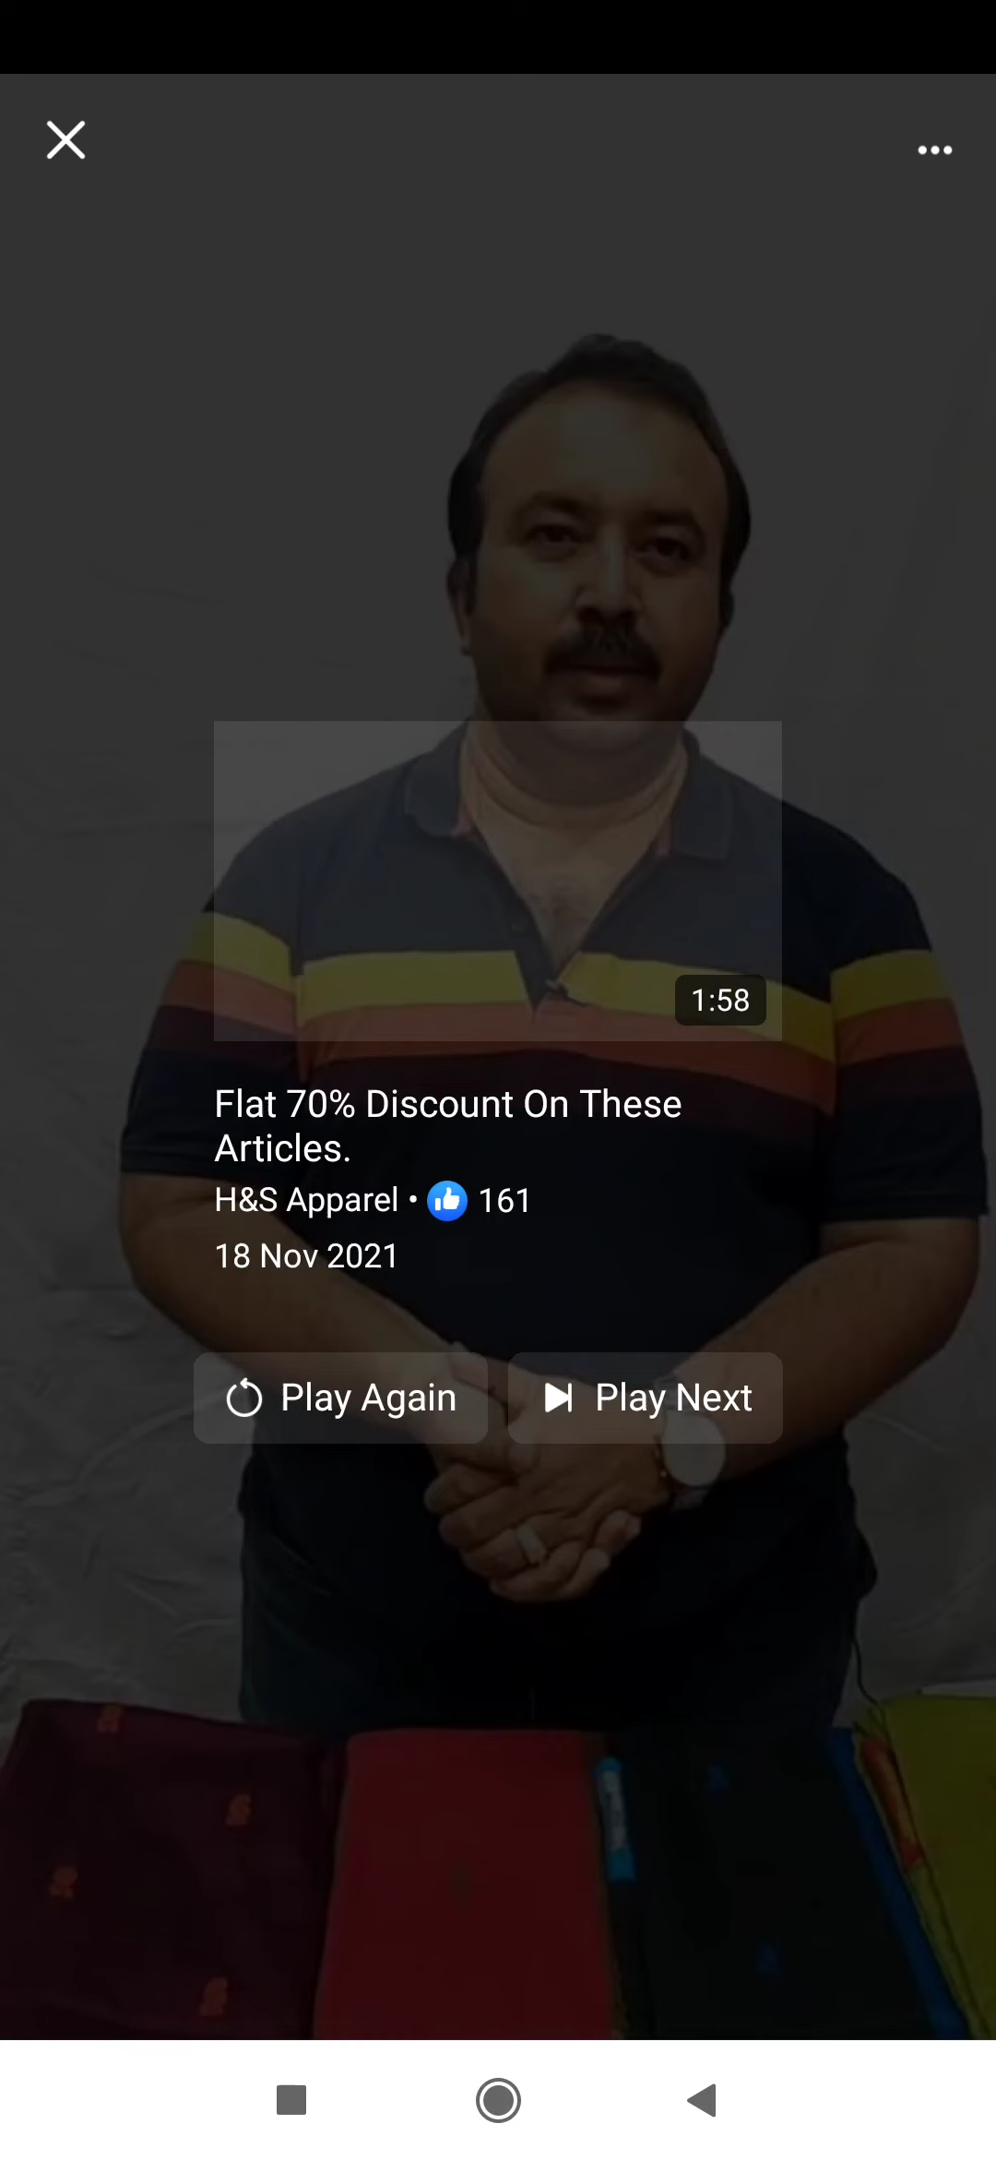 1:58
Flat 70% Discount On These
Articles.
H&S Apparel • 161
18 Nov 2021
Play Again
Play Next